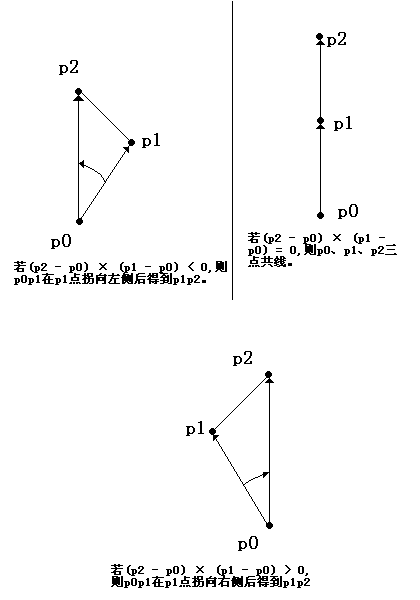 p2
p1
p0
若(p2 - p0) × (p1 - p0) < 0,则
p0p1在p1点拐向左侧后得到p1p2。
p2
p1
p0
若(p2 - p0) × (p1 -
p0) = 0,则p0、p1、p2三
点共线。
p2
p1
p0
若(p2 - p0) × (p1 - p0) > 0,
则p0p1在p1点拐向右侧后得到p1p2